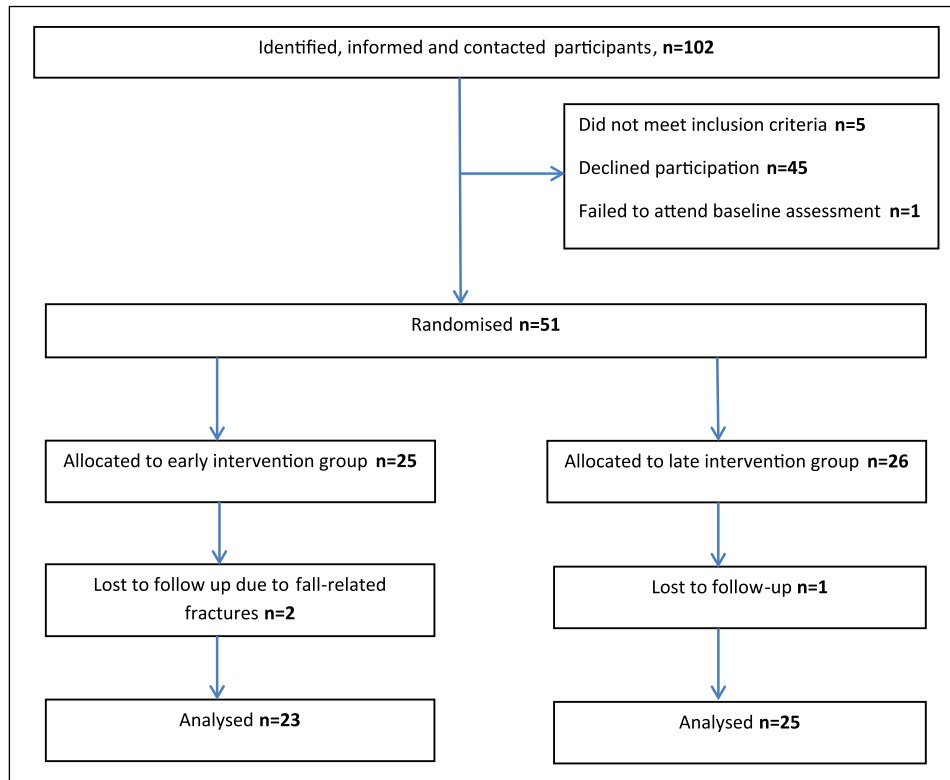 Identified, informed and contacted participants, n=102
Did not meet inclusion criteria n=5
Declined participation n=45
Failed to attend baseline assessment n=1
Randomised n=51
Allocated to early intervention group n=25
Allocated to late intervention group n=26
Lost to follow up due to fall-related
fractures n=2
Lost to follow-up n=1
Analysed n=23
Analysed n=25